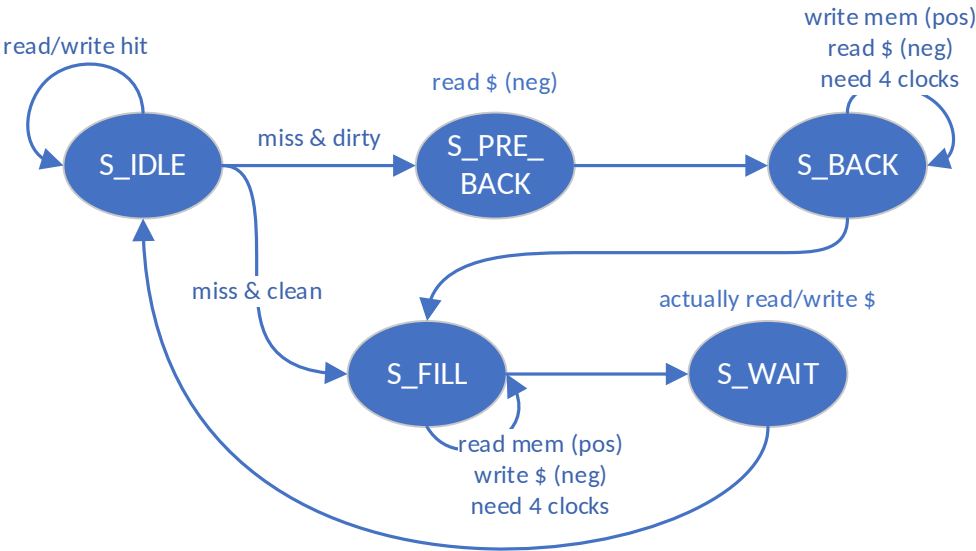 write mem (pos)
read $ (neg)
need 4 clocks
read/write hit
read $ (neg)
miss & dirty
S_IDLE
S_PRE_
BACK
S_BACK
miss & clean
actually read/write $
S_FILL
S_WAIT
read mem (pos)
write $ (neg)
need 4 clocks